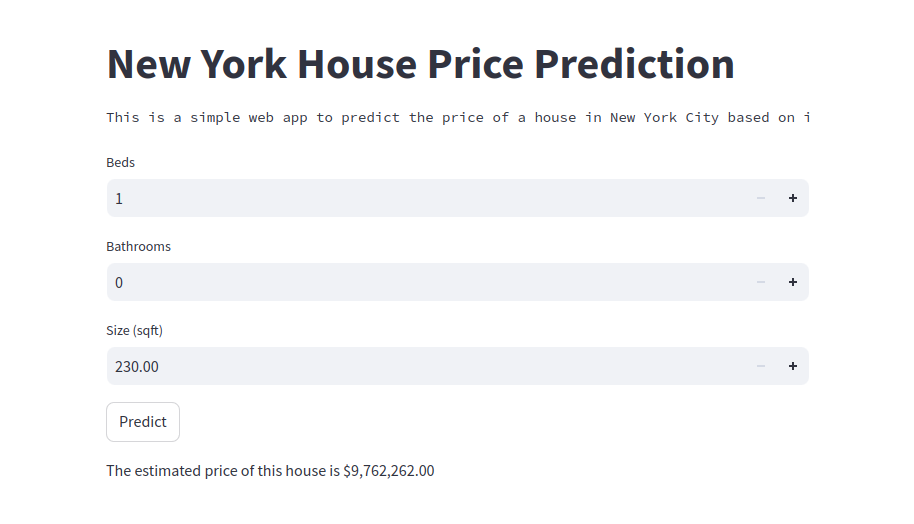 New York House Price Prediction
This is a simple web app to predict the price of a house in New York City based on i
Beds
1
Bathrooms
0
Size (sqft)
230.00
Predict
The estimated price of this house is $9,762,262.00